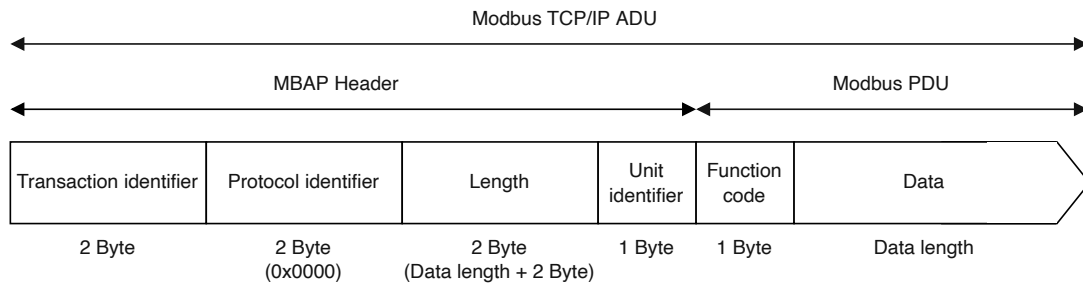 Modbus TCP/IP ADU
MBAP Header
Modbus PDU
Transaction identifier
Protocol identifier
Length
Unit
identifier
Function
code
Data
2 Byte
2 Byte
(0x0000)
2 Byte
(Data length + 2 Byte)
1 Byte
1 Byte
Data length